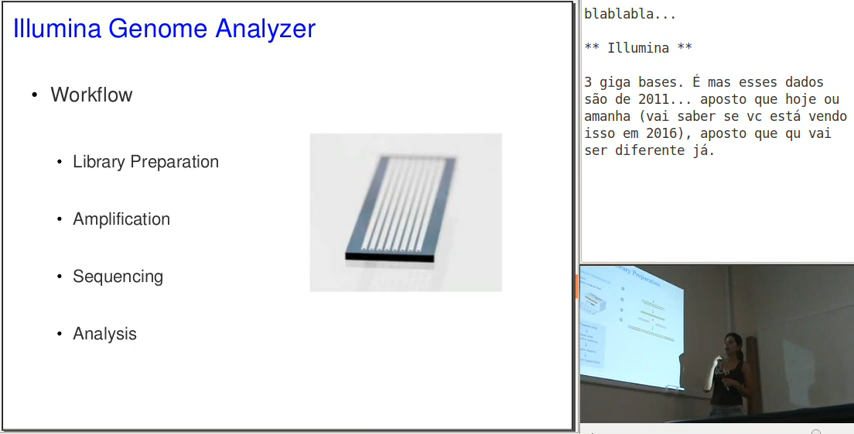 Illumina Genome Analyzer
• Workflow
• Library Preparation
• Amplification
• Sequencing
• Analysis
blablabla...
** Illumina **
3 giga bases. É mas esses dados
são de 2011... aposto que hoje ou
amanha (vai saber se vc está vendo
isso em 2016), aposto que qu vai
ser diferente já.
Library Preparation